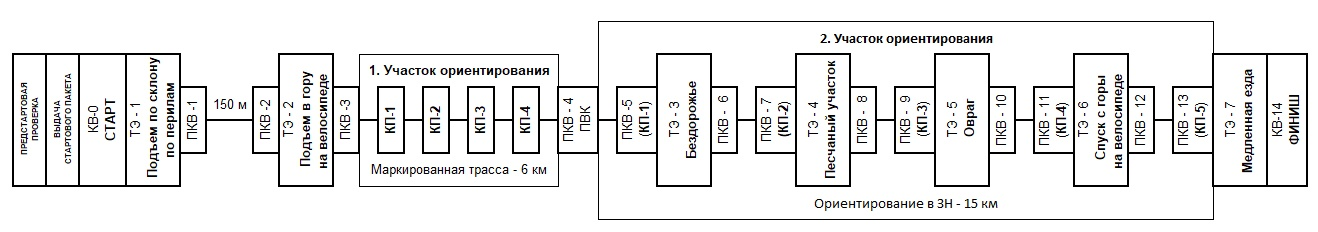 ПРЕДСТАРТОВАЯ
ПРОВЕРКА
ВЫДАЧА
СТАРТОВОГО ПАКЕТА
КВ-0
СТАРТ
ТЭ - 1
Подъем по склону
по перилам
ПКВ -1
150 м
ПКВ -2
ТЭ - 2
Подъем в гору
на велосипеде
ПКВ -3
1. Участок ориентирования
КП-1
КП-2
КП-3
КП-4
Маркированная трасса - 6 км
ПКВ - 4
ПВК
2. Участок ориентирования
ПКВ -5
(КП-1)
ТЭ - 3
Бездорожье
ПКВ - 6
ПКВ - 7
(КП-2)
ТЭ - 4
Песчаный участок
ПКВ - 8
ПКВ - 9
(КП-3)
ТЭ - 5
Овраг
ПКВ - 10
ПКВ - 11
(КП-4)
ТЭ - 6
Спуск с горы
на велосипеде
ПКВ - 12
ПКВ - 13
(КП-5)
Ориентирование в ЗН - 15 км
ТЭ - 7
Медленная езда
КВ-14
ФИНИШ